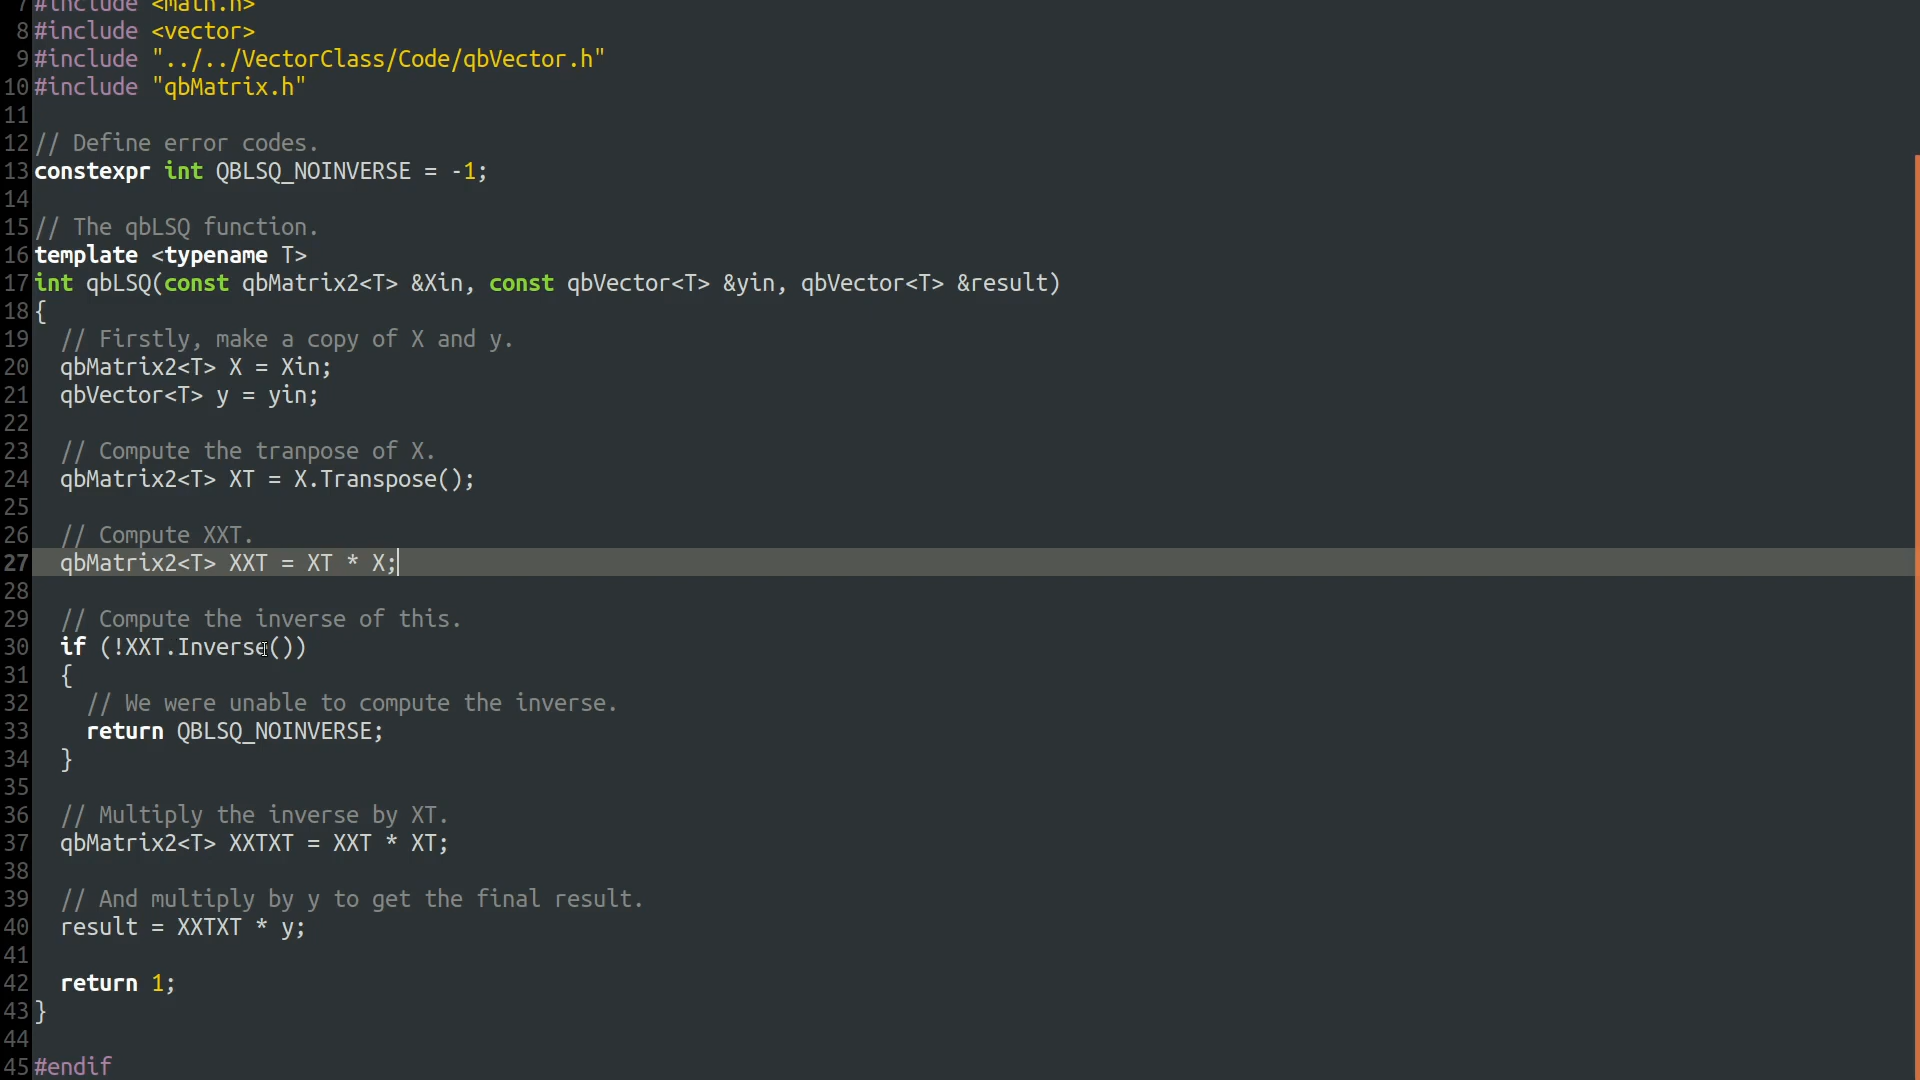 7 #include <math.h>
8 #include <vector>
9 #include "../../VectorClass/Code/qbVector.h"
10 #include "qbMatrix.h"
11
12 // Define error codes.
13 constexpr int QBLSQ_NOINVERSE = -1;
14
15 // The qbLSQ function.
16 template <typename T>
17 int qbLSQ(const qbMatrix2<T> &Xin, const qbVector<T> &yin, qbVector<T> &result)
18 {
19   // Firstly, make a copy of X and y.
20   qbMatrix2<T> X = Xin;
21   qbVector<T> y = yin;
22
23   // Compute the tranpose of X.
24   qbMatrix2<T> XT = X.Transpose();
25
26   // Compute XXT.
27   qbMatrix2<T> XXT = XT * X;
28
29   // Compute the inverse of this.
30   if (!XXT.Inverse())
31   {
32     // We were unable to compute the inverse.
33     return QBLSQ_NOINVERSE;
34   }
35
36   // Multiply the inverse by XT.
37   qbMatrix2<T> XXTXT = XXT * XT;
38
39   // And multiply by y to get the final result.
40   result = XXTXT * y;
41
42   return 1;
43 }
44
45 #endif